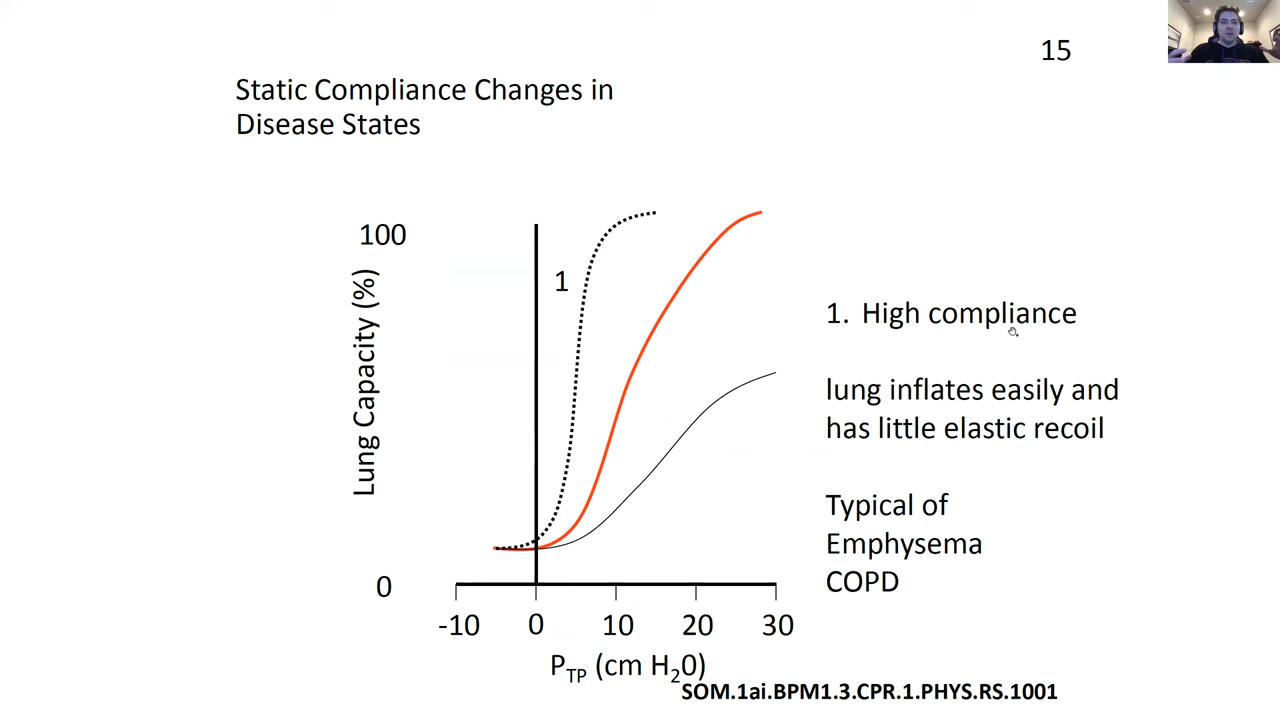 15
Static Compliance Changes in
Disease States
100
1
Lung Capacity (%)
0
-10 0 10 20 30
PTP (cm H20)
1. High compliance
lung inflates easily and
has little elastic recoil
Typical of
Emphysema
COPD
SOM.1ai.BPM1.3.CPR.1.PHYS.RS.1001